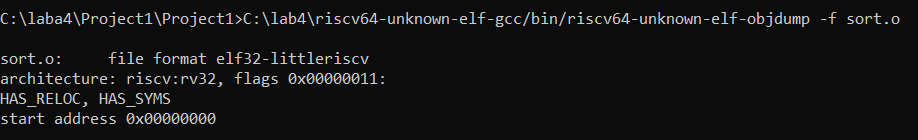 C:\laba4\Project1\Project1>C:\lab4\riscv64-unknown-elf-gcc/bin/riscv64-unknown-elf-objdump -f sort.o
sort.o:     file format elf32-littleriscv
architecture: riscv:rv32, flags 0x00000011:
HAS_RELOC, HAS_SYMS
start address 0x00000000